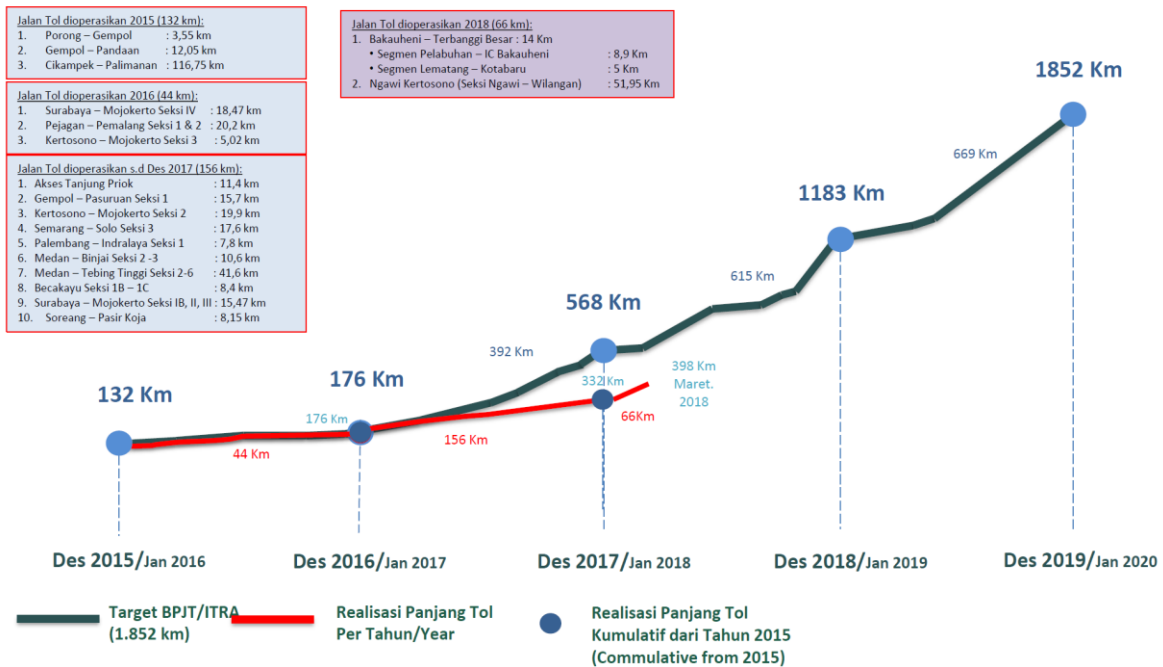 Jalan Tol dioperasikan 2015 (132 km):
1. Porong – Gempol : 3,55 km
2. Gempol – Pandaan : 12,05 km
3. Cikampek – Palimanan : 116,75 km
Jalan Tol dioperasikan 2016 (44 km):
1. Surabaya – Mojokerto Seksi IV : 18,47 km
2. Pejagan – Pemalang Seksi 1 & 2 : 20,2 km
3. Kertosono – Mojokerto Seksi 3 : 5,02 km
Jalan Tol dioperasikan s.d Des 2017 (156 km):
1. Akses Tanjung Priok : 11,4 km
2. Gempol – Pasuruan Seksi 1 : 15,7 km
3. Kertosono – Mojokerto Seksi 2 : 19,9 km
4. Semarang – Solo Seksi 3 : 17,6 km
5. Palembang – Indralaya Seksi 1 : 7,8 km
6. Medan – Binjai Seksi 2 -3 : 10,6 km
7. Medan – Tebing Tinggi Seksi 2-6 : 41,6 km
8. Becakayu Seksi 1B – 1C : 8,4 km
9. Surabaya – Mojokerto Seksi IB, II, III : 15,47 km
10. Soreang – Pasir Koja : 8,15 km
Jalan Tol dioperasikan 2018 (66 km):
1. Bakauheni – Terbanggi Besar : 14 Km
• Segmen Pelabuhan – IC Bakauheni : 8,9 Km
• Segmen Lematang – Kotabaru : 5 Km
2. Ngawi Kertosono (Seksi Ngawi – Wilangan) : 51,95 Km
1852 Km
669 Km
1183 Km
615 Km
568 Km
392 Km
398 Km
Maret.
2018
332 Km
66Km
176 Km
132 Km
176 Km
156 Km
44 Km
Des 2015/Jan 2016
Des 2016/Jan 2017
Des 2017/Jan 2018
Des 2018/Jan 2019
Des 2019/Jan 2020
Target BPJT/ITRA
(1.852 km)
Realisasi Panjang Tol
Per Tahun/Year
Realisasi Panjang Tol
Kumulatif dari Tahun 2015
(Commulative from 2015)